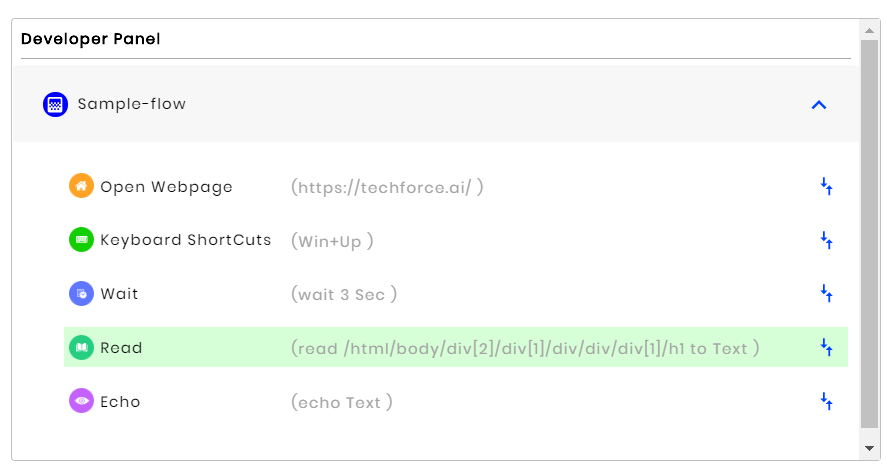 Developer Panel
Sample-flow
Open Webpage (https://techforce.ai/ )
Keyboard ShortCuts (Win+Up )
Wait (wait 3 Sec )
Read (read /html/body/div[2]/div[1]/div/div/div[1]/h1 to Text )
Echo (echo Text )